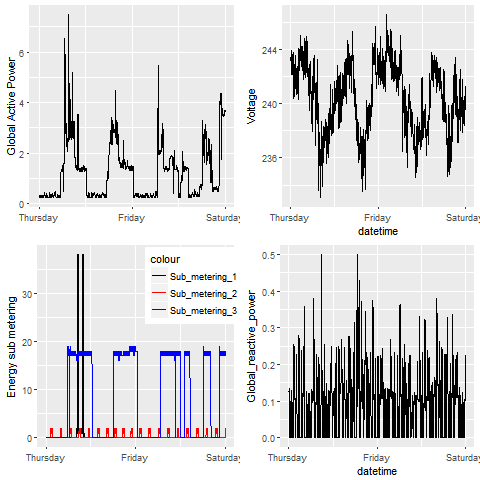 Global Active Power
6
4
2
0
Thursday Friday Saturday
Voltage
244
240
236
Thursday Friday Saturday
datetime
Energy sub metering
30
20
10
0
colour
Sub_metering_1
Sub_metering_2
Sub_metering_3
Thursday Friday Saturday
Global_reactive_power
0.5
0.4
0.3
0.2
0.1
0.0
Thursday Friday Saturday
datetime